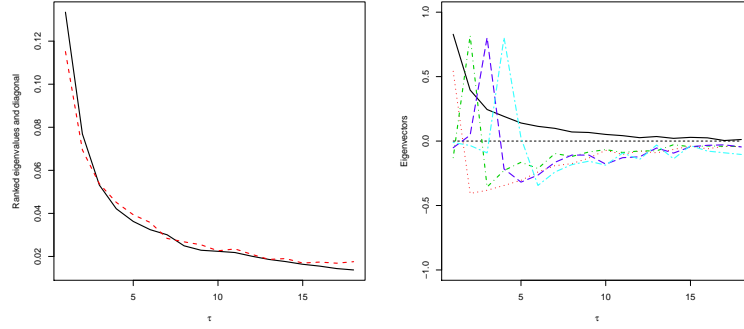 Ranked eigenvalues and diagonal
0.02 0.04 0.06 0.08 0.10 0.12
5 10 15
τ
Eigenvectors
-1.0 -0.5 0.0 0.5 1.0
5 10 15
τ